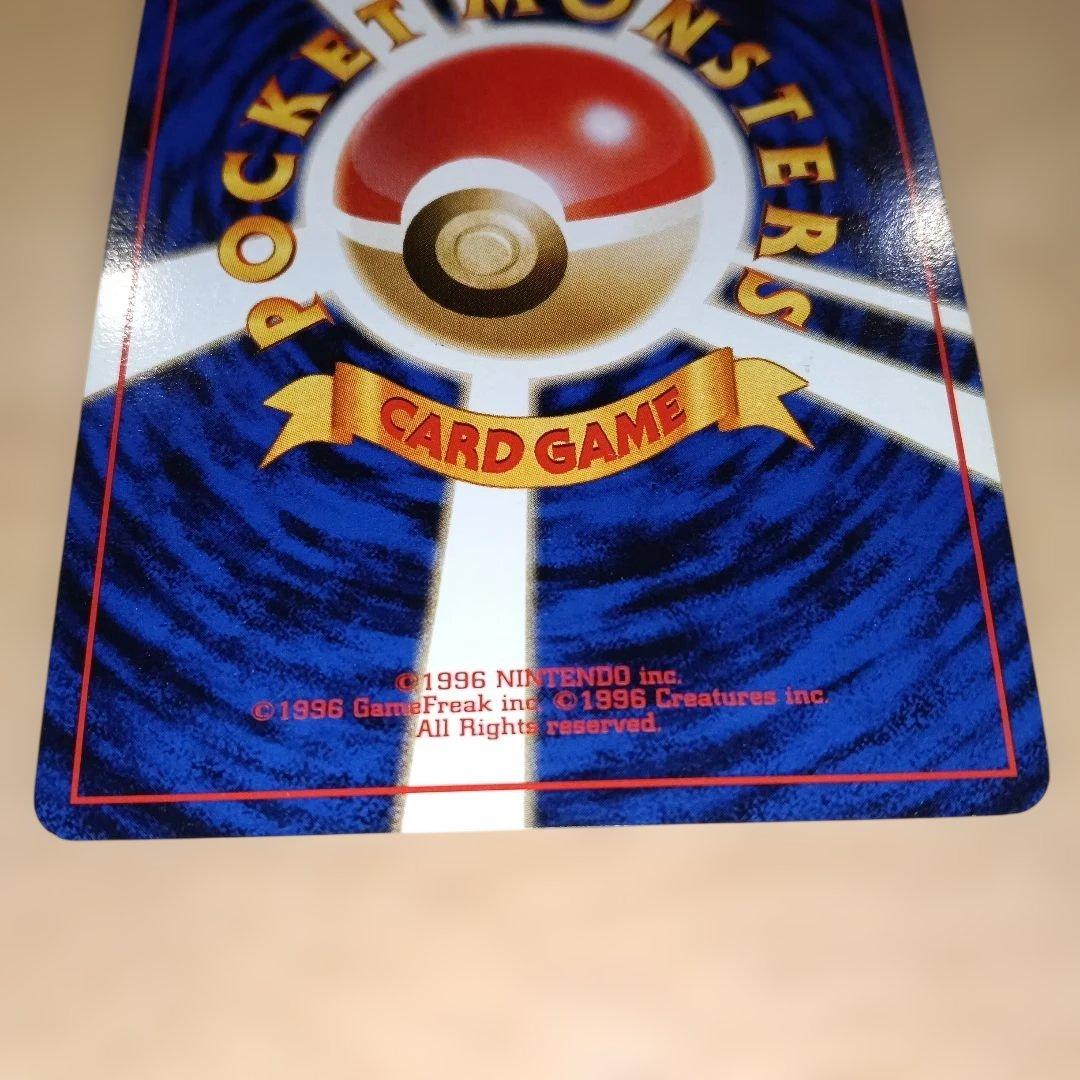 POCKET MONSTERS
CARD GAME
©1996 NINTENDO inc.
©1996 GameFreak inc. ©1996 Creatures inc.
All Rights reserved.